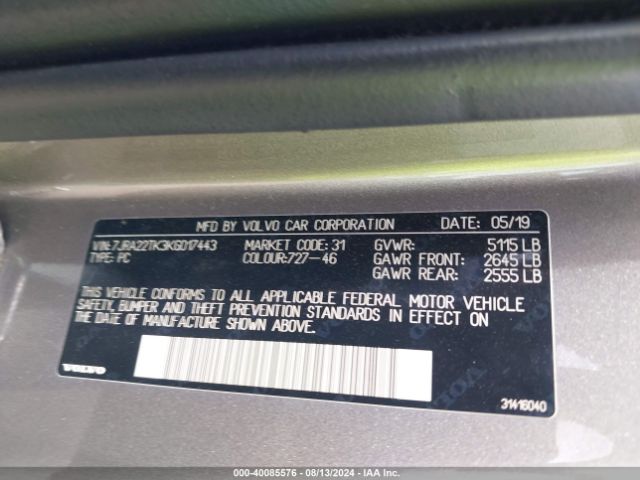 MFD BY VOLVO CAR CORPORATION DATE: 05/19
VIN:7JRA22TK3KG017443 MARKET CODE: 31 GVWR: 5115 LB
TYPE: PC COLOUR:727-46 GAWR FRONT: 2645 LB
GAWR REAR: 2555 LB
THIS VEHICLE CONFORMS TO ALL APPLICABLE FEDERAL MOTOR VEHICLE
SAFETY, BUMPER AND THEFT PREVENTION STANDARDS IN EFFECT ON
THE DATE OF MANUFACTURE SHOWN ABOVE.
VOLVO 31416040
000-40085576 - 08/13/2024 - IAA Inc.